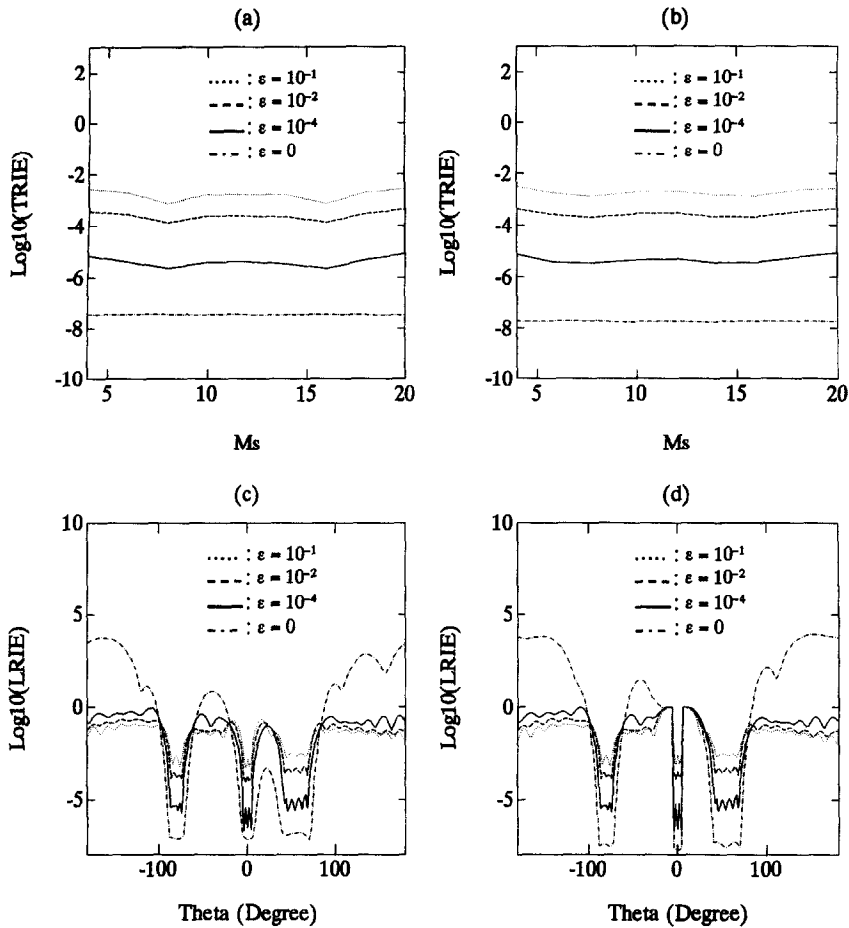 (a)
2
0
-2
-4
-6
-8
-10
Log10(TRIE)
: ε = 10⁻¹
: ε = 10⁻²
: ε = 10⁻⁴
: ε = 0
5
10
15
20
Ms
(b)
2
0
-2
-4
-6
-8
-10
Log10(TRIE)
: ε = 10⁻¹
: ε = 10⁻²
: ε = 10⁻⁴
: ε = 0
5
10
15
20
Ms
(c)
10
5
0
-5
Log10(LRIE)
: ε = 10⁻¹
: ε = 10⁻²
: ε = 10⁻⁴
: ε = 0
-100
0
100
Theta (Degree)
(d)
10
5
0
-5
Log10(LRIE)
: ε = 10⁻¹
: ε = 10⁻²
: ε = 10⁻⁴
: ε = 0
-100
0
100
Theta (Degree)